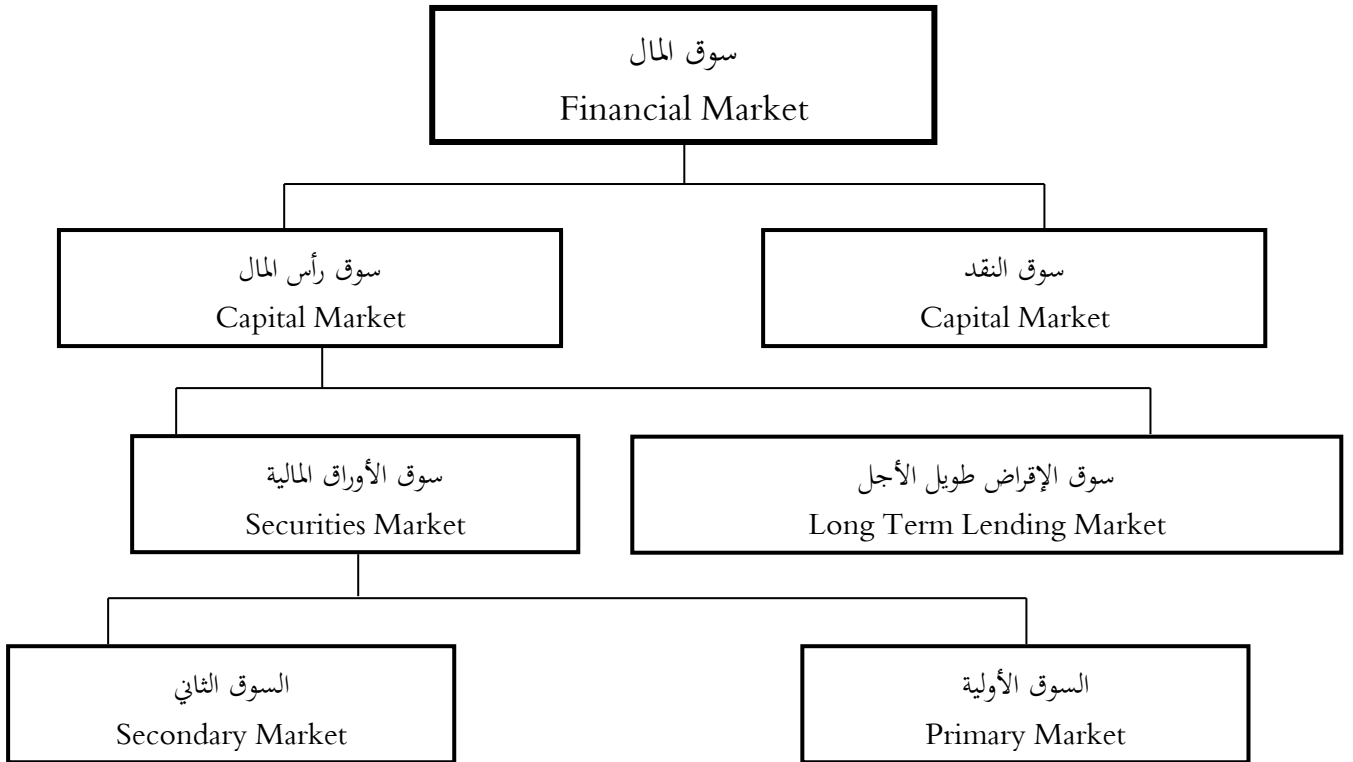 سوق المال
Financial Market
سوق النقد
Capital Market
سوق رأس المال
Capital Market
سوق الإقراض طويل الأجل
Long Term Lending Market
سوق الأوراق المالية
Securities Market
السوق الأولية
Primary Market
السوق الثاني
Secondary Market